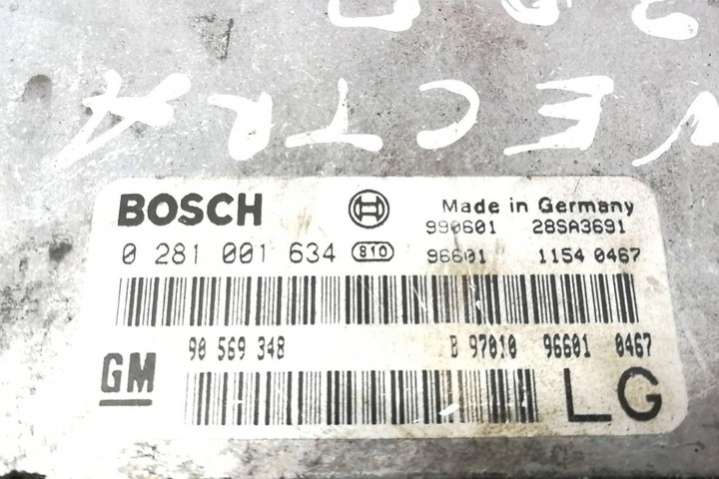 VECTRA
BOSCH
Made in Germany
990601 28SA3691
0 281 001 634 810 96601 1154 0467
90 569 348 B 97010 96601 0467
GM
LG